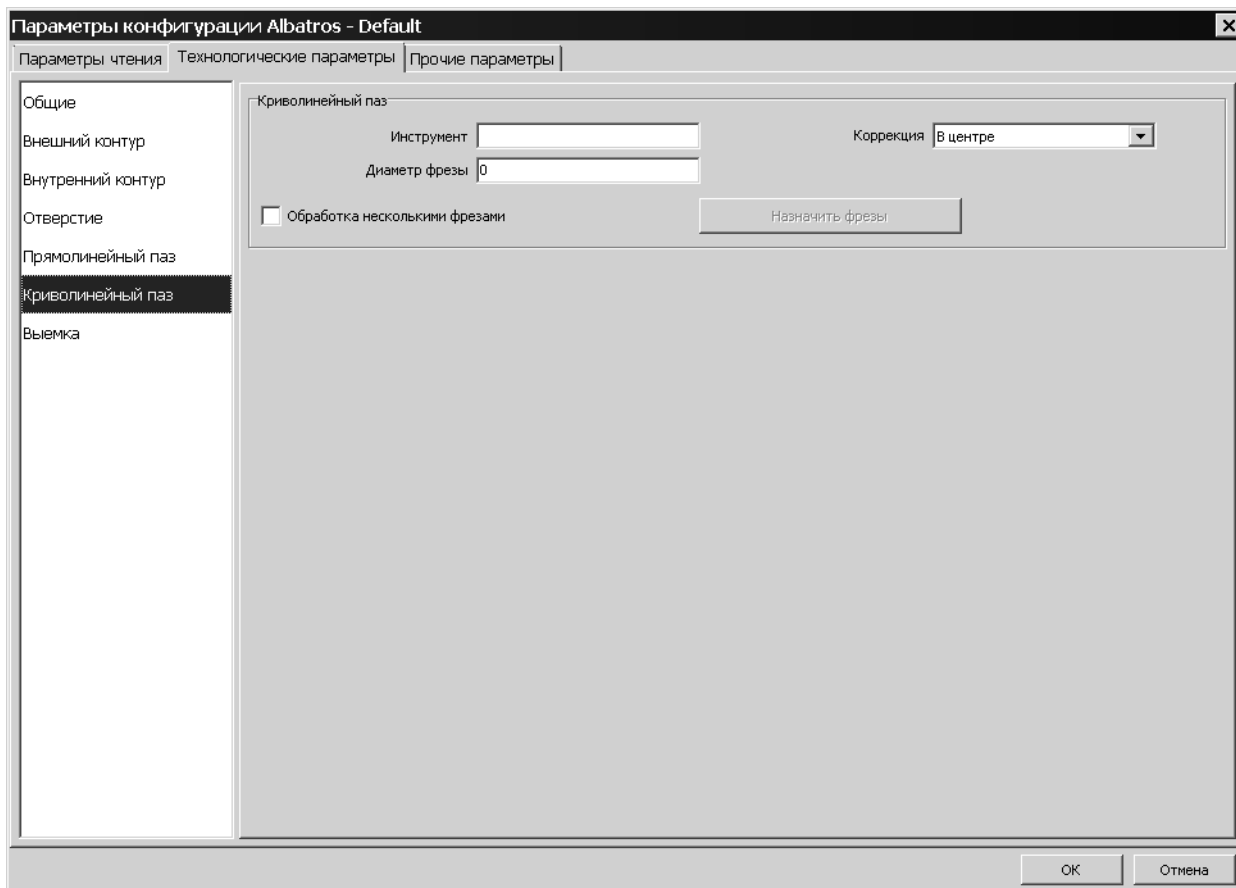 Параметры конфигурации Albatros - Default
Параметры чтения Технологические параметры Прочие параметры
Общие
Внешний контур
Внутренний контур
Отверстие
Прямолинейный паз
Криволинейный паз
Выемка
Криволинейный паз
Инструмент
Коррекция В центре
Диаметр фрезы 0
Обработка несколькими фрезами
Назначить фрезы
ОК
Отмена